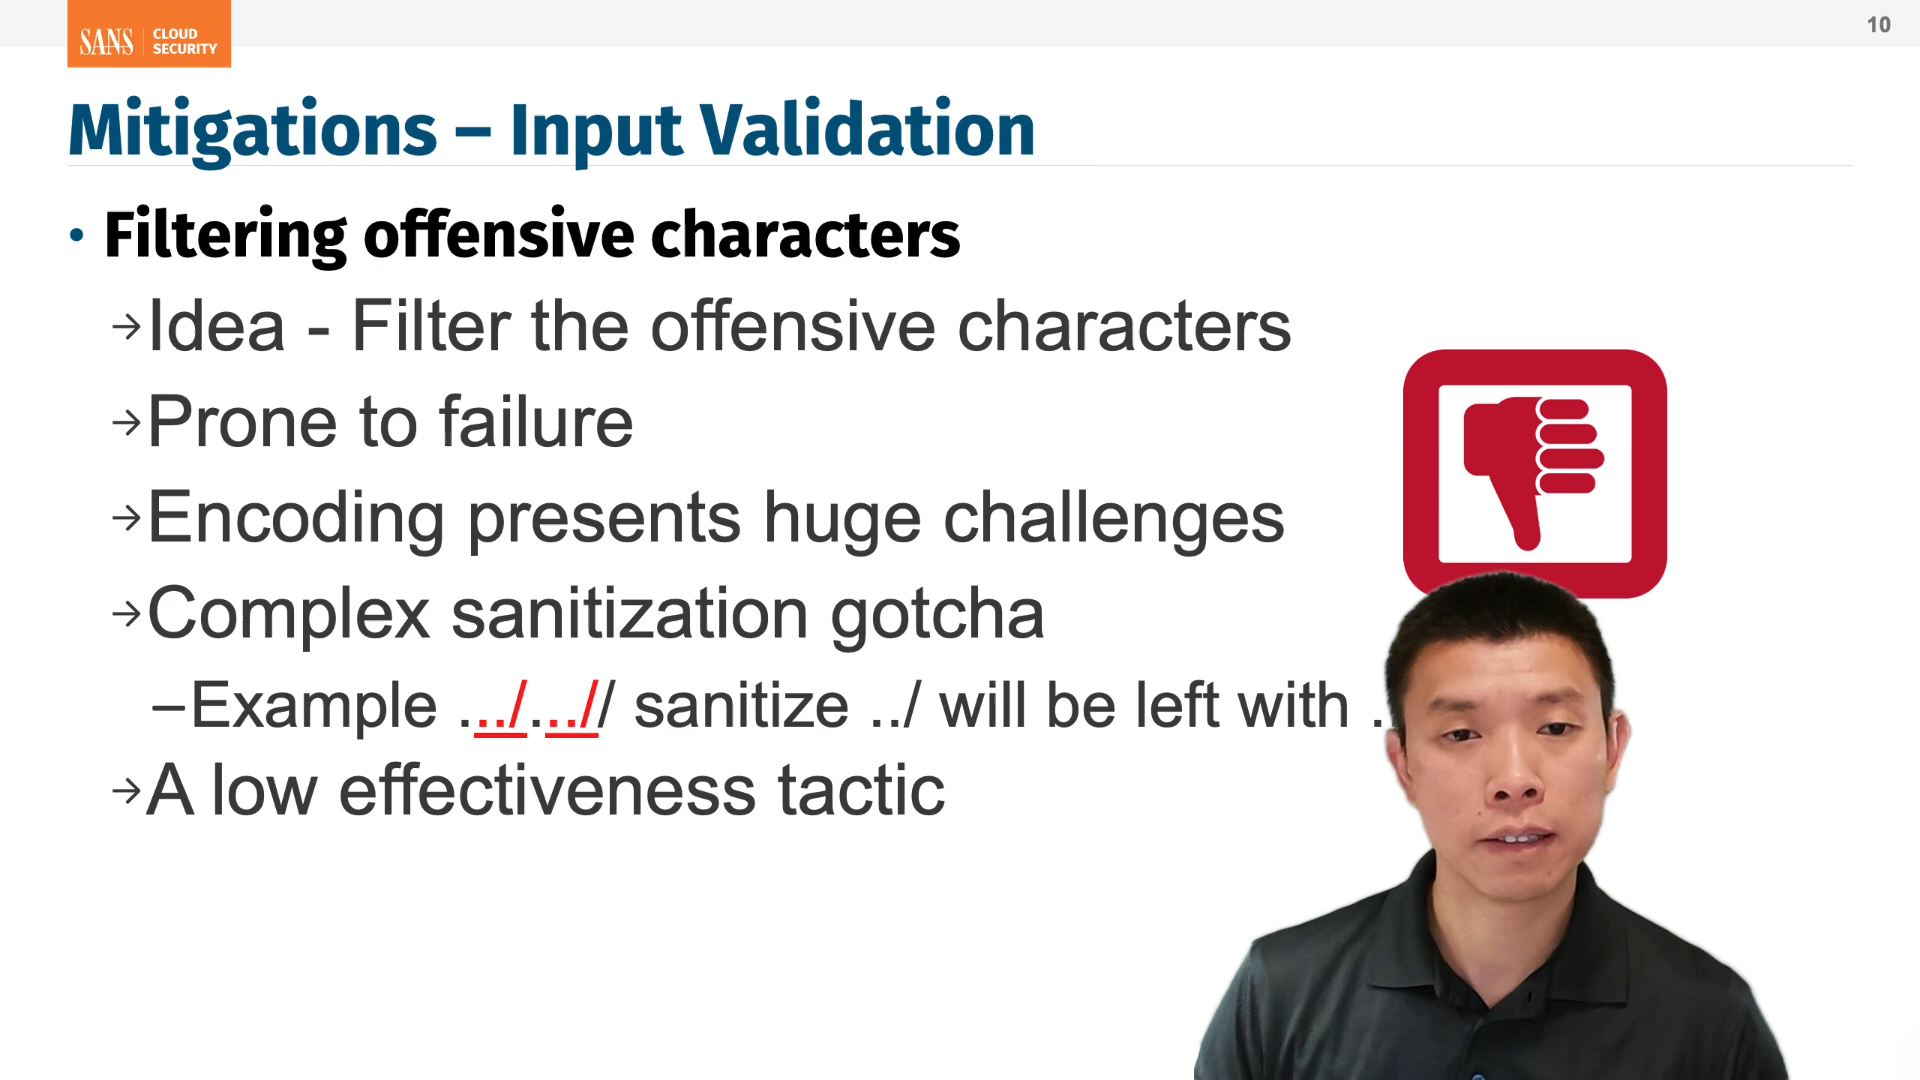 SANS
CLOUD
SECURITY
10
Mitigations – Input Validation
• Filtering offensive characters
→Idea - Filter the offensive characters
→Prone to failure
→Encoding presents huge challenges
→Complex sanitization gotcha
–Example .../...// sanitize ../ will be left with .
→A low effectiveness tactic